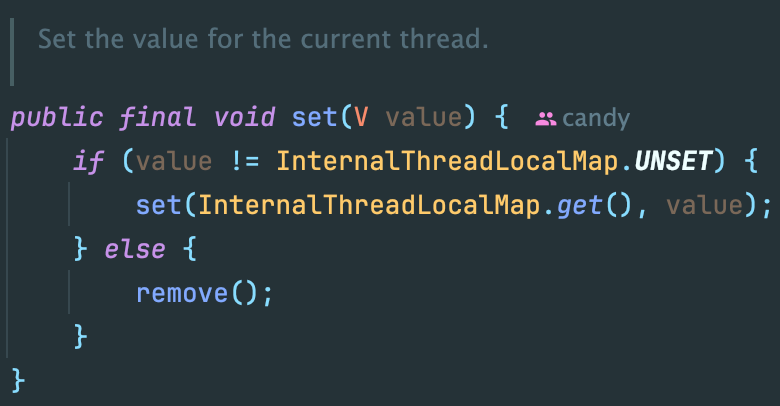 Set the value for the current thread.
public final void set(V value) { candy
    if (value != InternalThreadLocalMap.UNSET) {
        set(InternalThreadLocalMap.get(), value);
    } else {
        remove();
    }
}